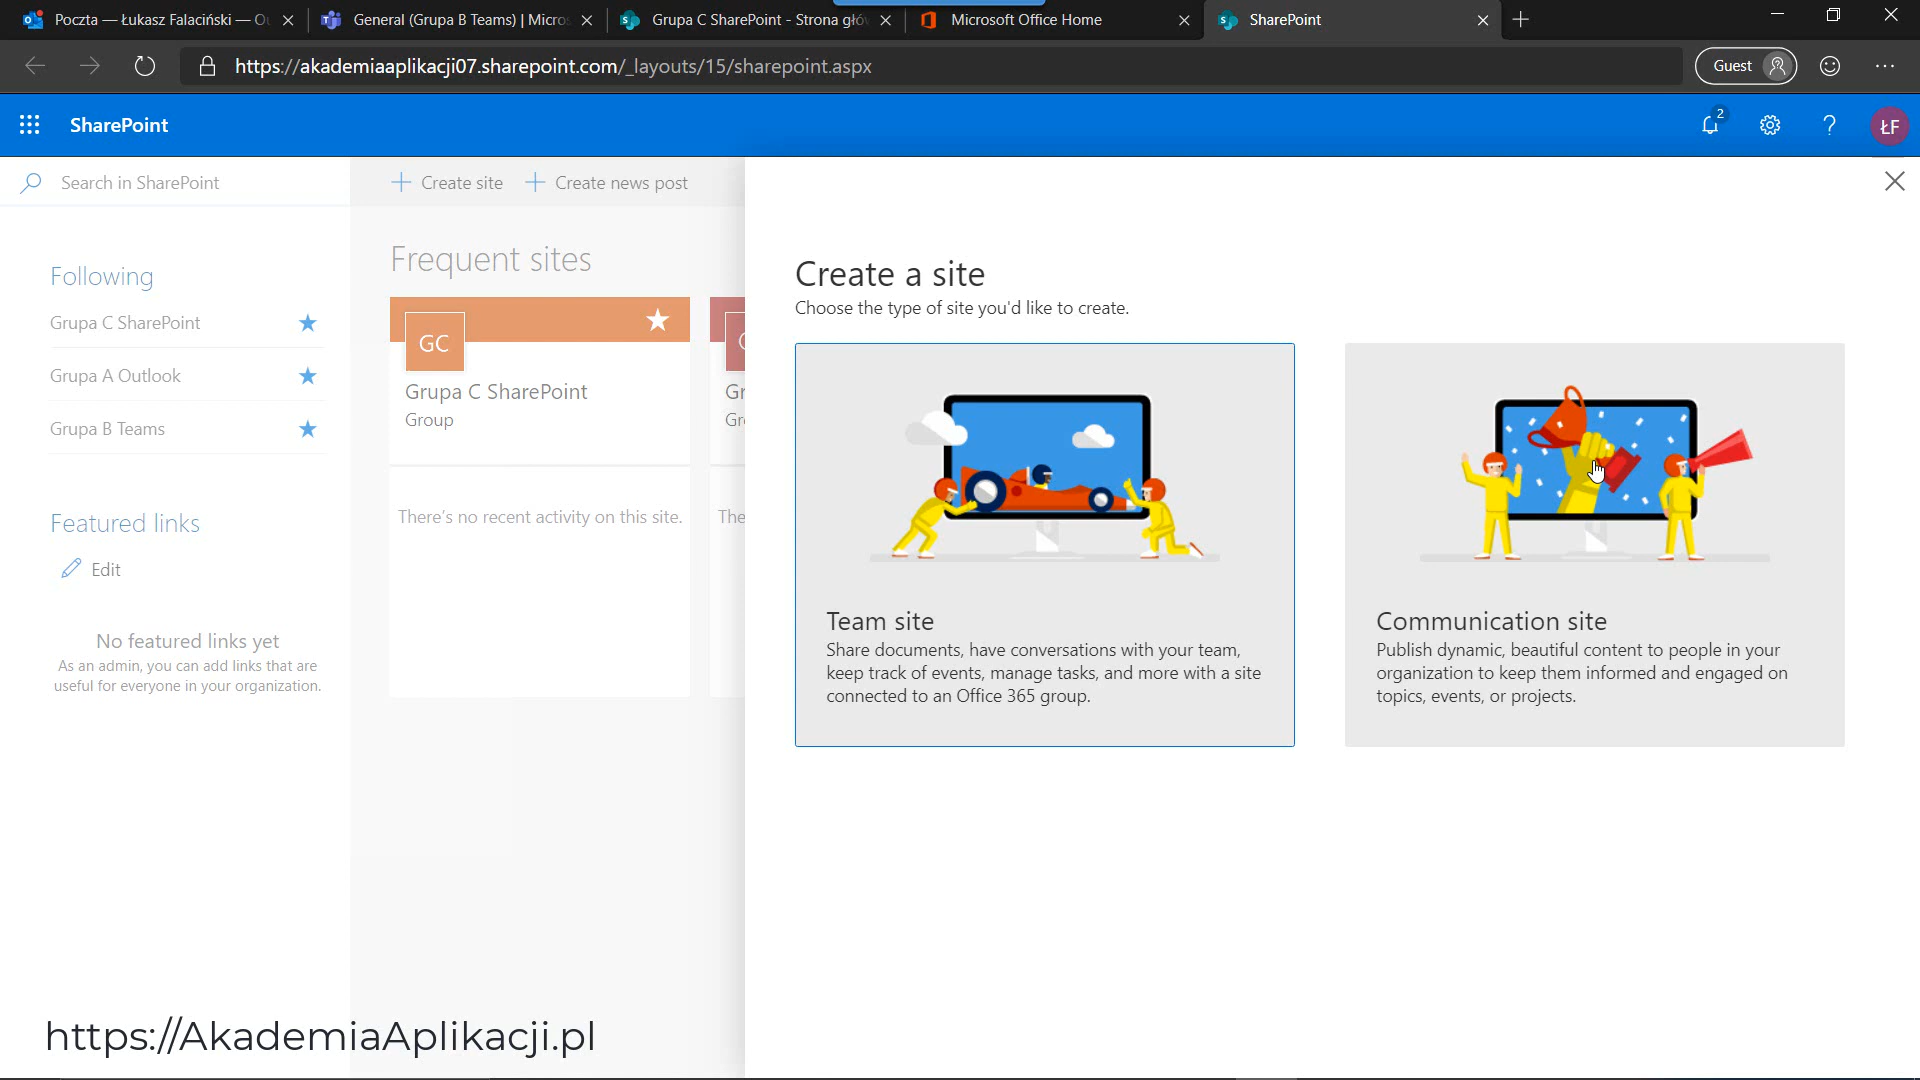 Poczta — Łukasz Falaciński — Ou
General (Grupa B Teams) | Micros
Grupa C SharePoint - Strona głów
Microsoft Office Home
SharePoint
https://akademiaaplikacji07.sharepoint.com/_layouts/15/sharepoint.aspx
Guest
SharePoint
2
?
ŁF
Search in SharePoint
Create site
Create news post
Following
Grupa C SharePoint
Grupa A Outlook
Grupa B Teams
Featured links
Edit
No featured links yet
As an admin, you can add links that are
useful for everyone in your organization.
Frequent sites
GC
Grupa C SharePoint
Group
There's no recent activity on this site.
Gr
Gr
The
Create a site
Choose the type of site you'd like to create.
Team site
Share documents, have conversations with your team,
keep track of events, manage tasks, and more with a site
connected to an Office 365 group.
Communication site
Publish dynamic, beautiful content to people in your
organization to keep them informed and engaged on
topics, events, or projects.
https://AkademiaAplikacji.pl